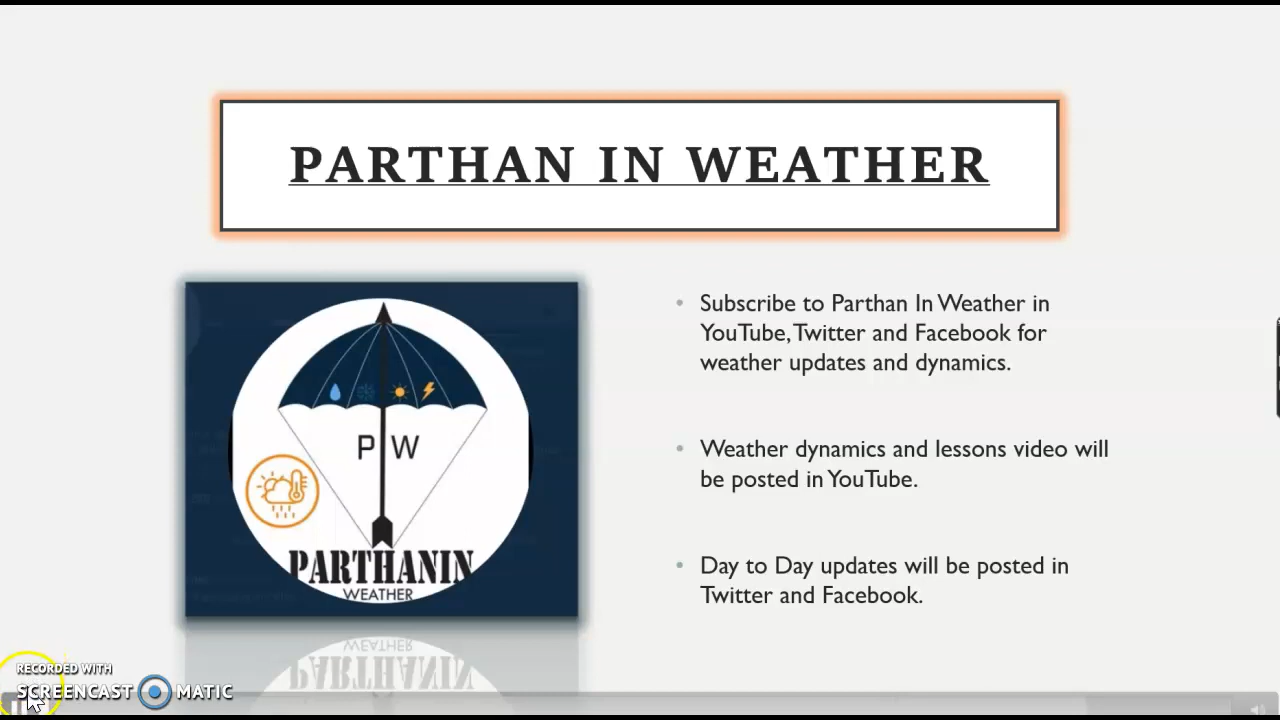 PARTHAN IN WEATHER
P W
PARTHANIN
WEATHER
Subscribe to Parthan In Weather in
YouTube, Twitter and Facebook for
weather updates and dynamics.
Weather dynamics and lessons video will
be posted in YouTube.
Day to Day updates will be posted in
Twitter and Facebook.
RECORDED WITH
SCREENCAST MATIC